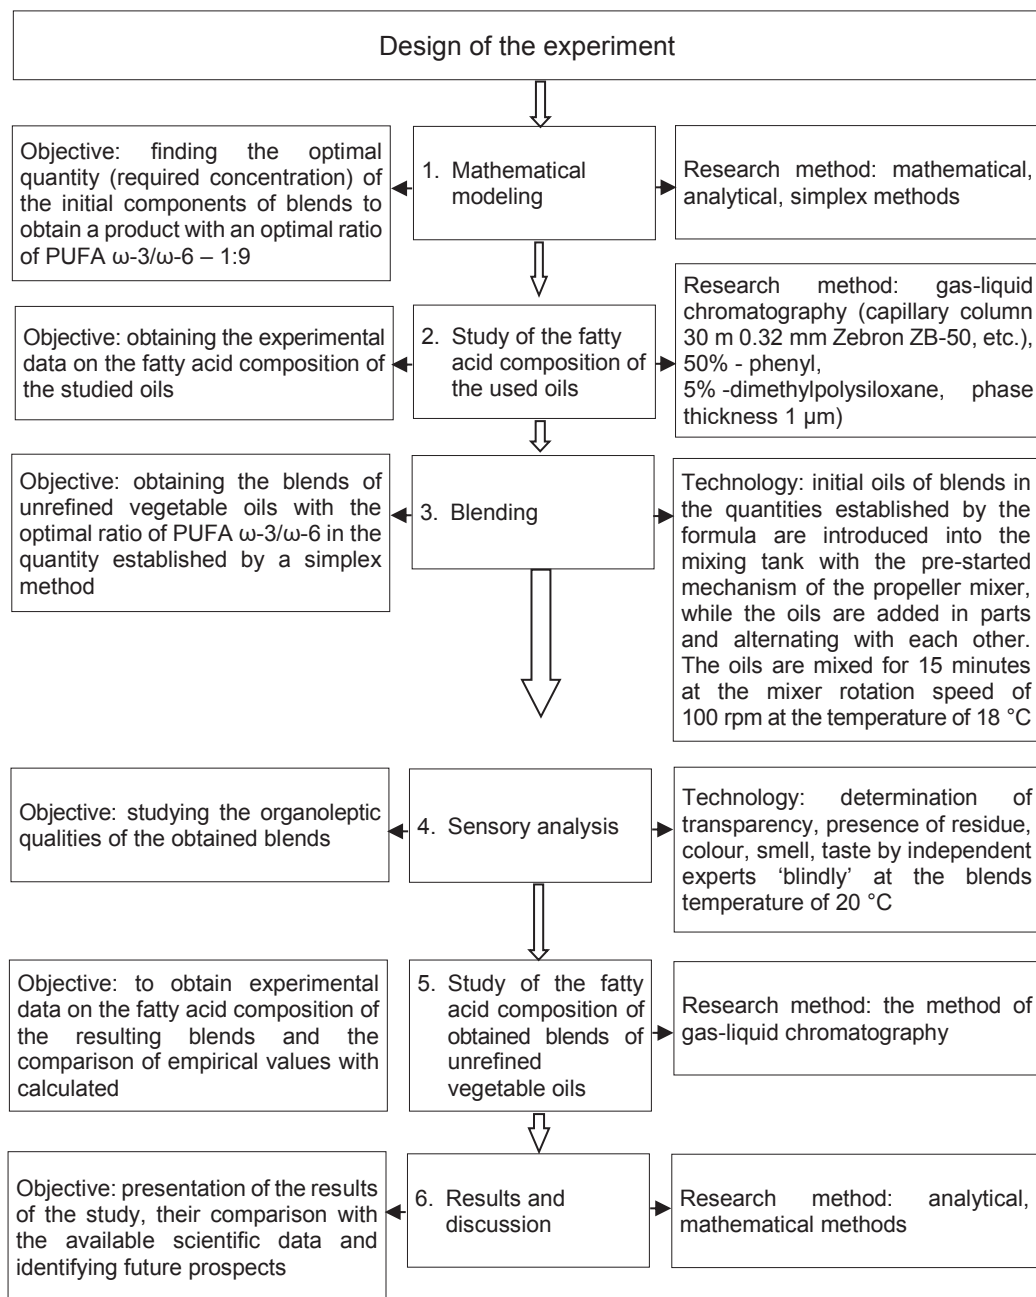 Design of the experiment
Objective: finding the optimal
quantity (required concentration) of
the initial components of blends to
obtain a product with an optimal ratio
of PUFA ω-3/ω-6 – 1:9
1. Mathematical
modeling
Research method: mathematical,
analytical, simplex methods
Objective: obtaining the experimental
data on the fatty acid composition of
the studied oils
2. Study of the fatty
acid composition of
the used oils
Research method: gas-liquid
chromatography (capillary column
30 m 0.32 mm Zebron ZB-50, etc.),
50% - phenyl,
5% -dimethylpolysiloxane, phase
thickness 1 µm)
Objective: obtaining the blends of
unrefined vegetable oils with the
optimal ratio of PUFA ω-3/ω-6 in the
quantity established by a simplex
method
3. Blending
Technology: initial oils of blends in
the quantities established by the
formula are introduced into the
mixing tank with the pre-started
mechanism of the propeller mixer,
while the oils are added in parts
and alternating with each other.
The oils are mixed for 15 minutes
at the mixer rotation speed of
100 rpm at the temperature of 18 °C
Objective: studying the organoleptic
qualities of the obtained blends
4. Sensory analysis
Technology: determination of
transparency, presence of residue,
colour, smell, taste by independent
experts ‘blindly’ at the blends
temperature of 20 °C
Objective: to obtain experimental
data on the fatty acid composition of
the resulting blends and the
comparison of empirical values with
calculated
5. Study of the fatty
acid composition of
obtained blends of
unrefined
vegetable oils
Research method: the method of
gas-liquid chromatography
Objective: presentation of the results
of the study, their comparison with
the available scientific data and
identifying future prospects
6. Results and
discussion
Research method: analytical,
mathematical methods